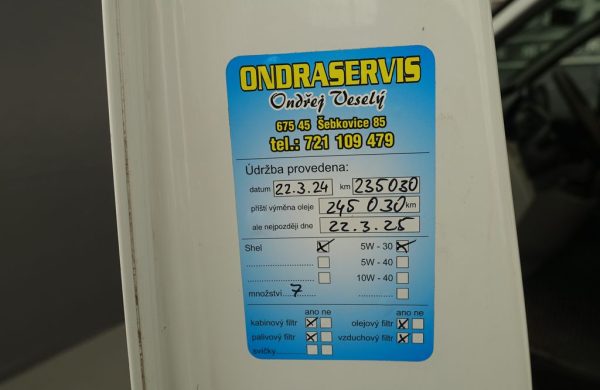 ONDRASERVIS
Ondřej Veselý
675 45 Šebkovice 85
tel.: 721 109 479
Údržba provedena:
datum 22.3.24 km 235030
příští výměna oleje 245 030 km
ale nejpozději dne 22.3.25
Shel 5W - 30
5W - 40
10W - 40
množství 7
ano ne ano ne
kabinový filtr olejový filtr
palivový filtr vzduchový filtr
svíčky